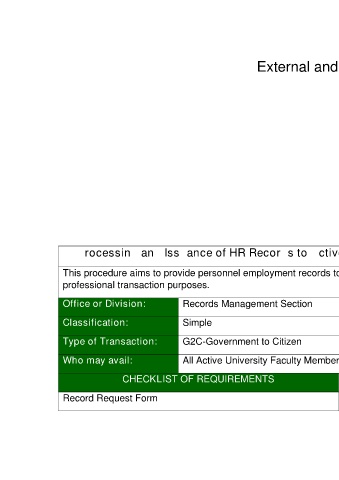 External and
rocessin an Iss ance of HR Recor s to ctiv
This procedure aims to provide personnel employment records to
professional transaction purposes.
Office or Division: Records Management Section
Classification: Simple
Type of Transaction: G2C-Government to Citizen
Who may avail: All Active University Faculty Member
CHECKLIST OF REQUIREMENTS
Record Request Form